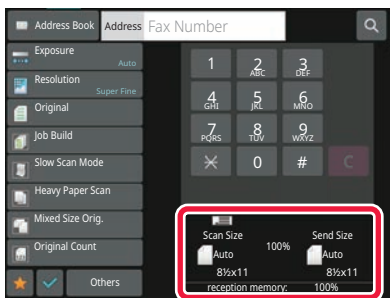 Address Book
Address
Fax Number
Exposure
Auto
Resolution
Super Fine
Original
Job Build
Slow Scan Mode
Heavy Paper Scan
Mixed Size Orig.
Original Count
Others
1 2 ABC 3 DEF
4 GHI 5 JKL 6 MNO
7 PQRS 8 TUV 9 WXYZ
0 # C
Scan Size
Send Size
100%
Auto
Auto
8½x11
8½x11
reception memory: 100%